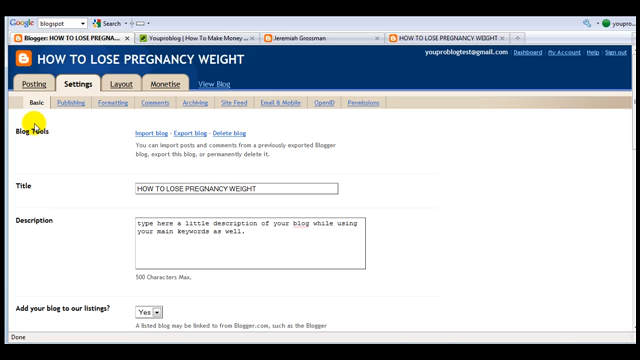 Google blogspot Search
Blogger: HOW TO LOSE PREGNA... Youproblog | How To Make Money ... Jeremiah Grossman HOW TO LOSE PREGNANCY WEIGHT
youproblogtest@gmail.com Dashboard My Account Help Sign out
HOW TO LOSE PREGNANCY WEIGHT
Posting Settings Layout Monetise View Blog
Basic Publishing Formatting Comments Archiving Site Feed Email & Mobile OpenID Permissions
Blog Tools
Import blog - Export blog - Delete blog
You can import posts and comments from a previously exported Blogger
blog, export this blog, or permanently delete it.
Title
HOW TO LOSE PREGNANCY WEIGHT
Description
type here a little description of your blog while using
your main keywords as well.
500 Characters Max.
Add your blog to our listings?
Yes
A listed blog may be linked to from Blogger.com, such as the Blogger
Done